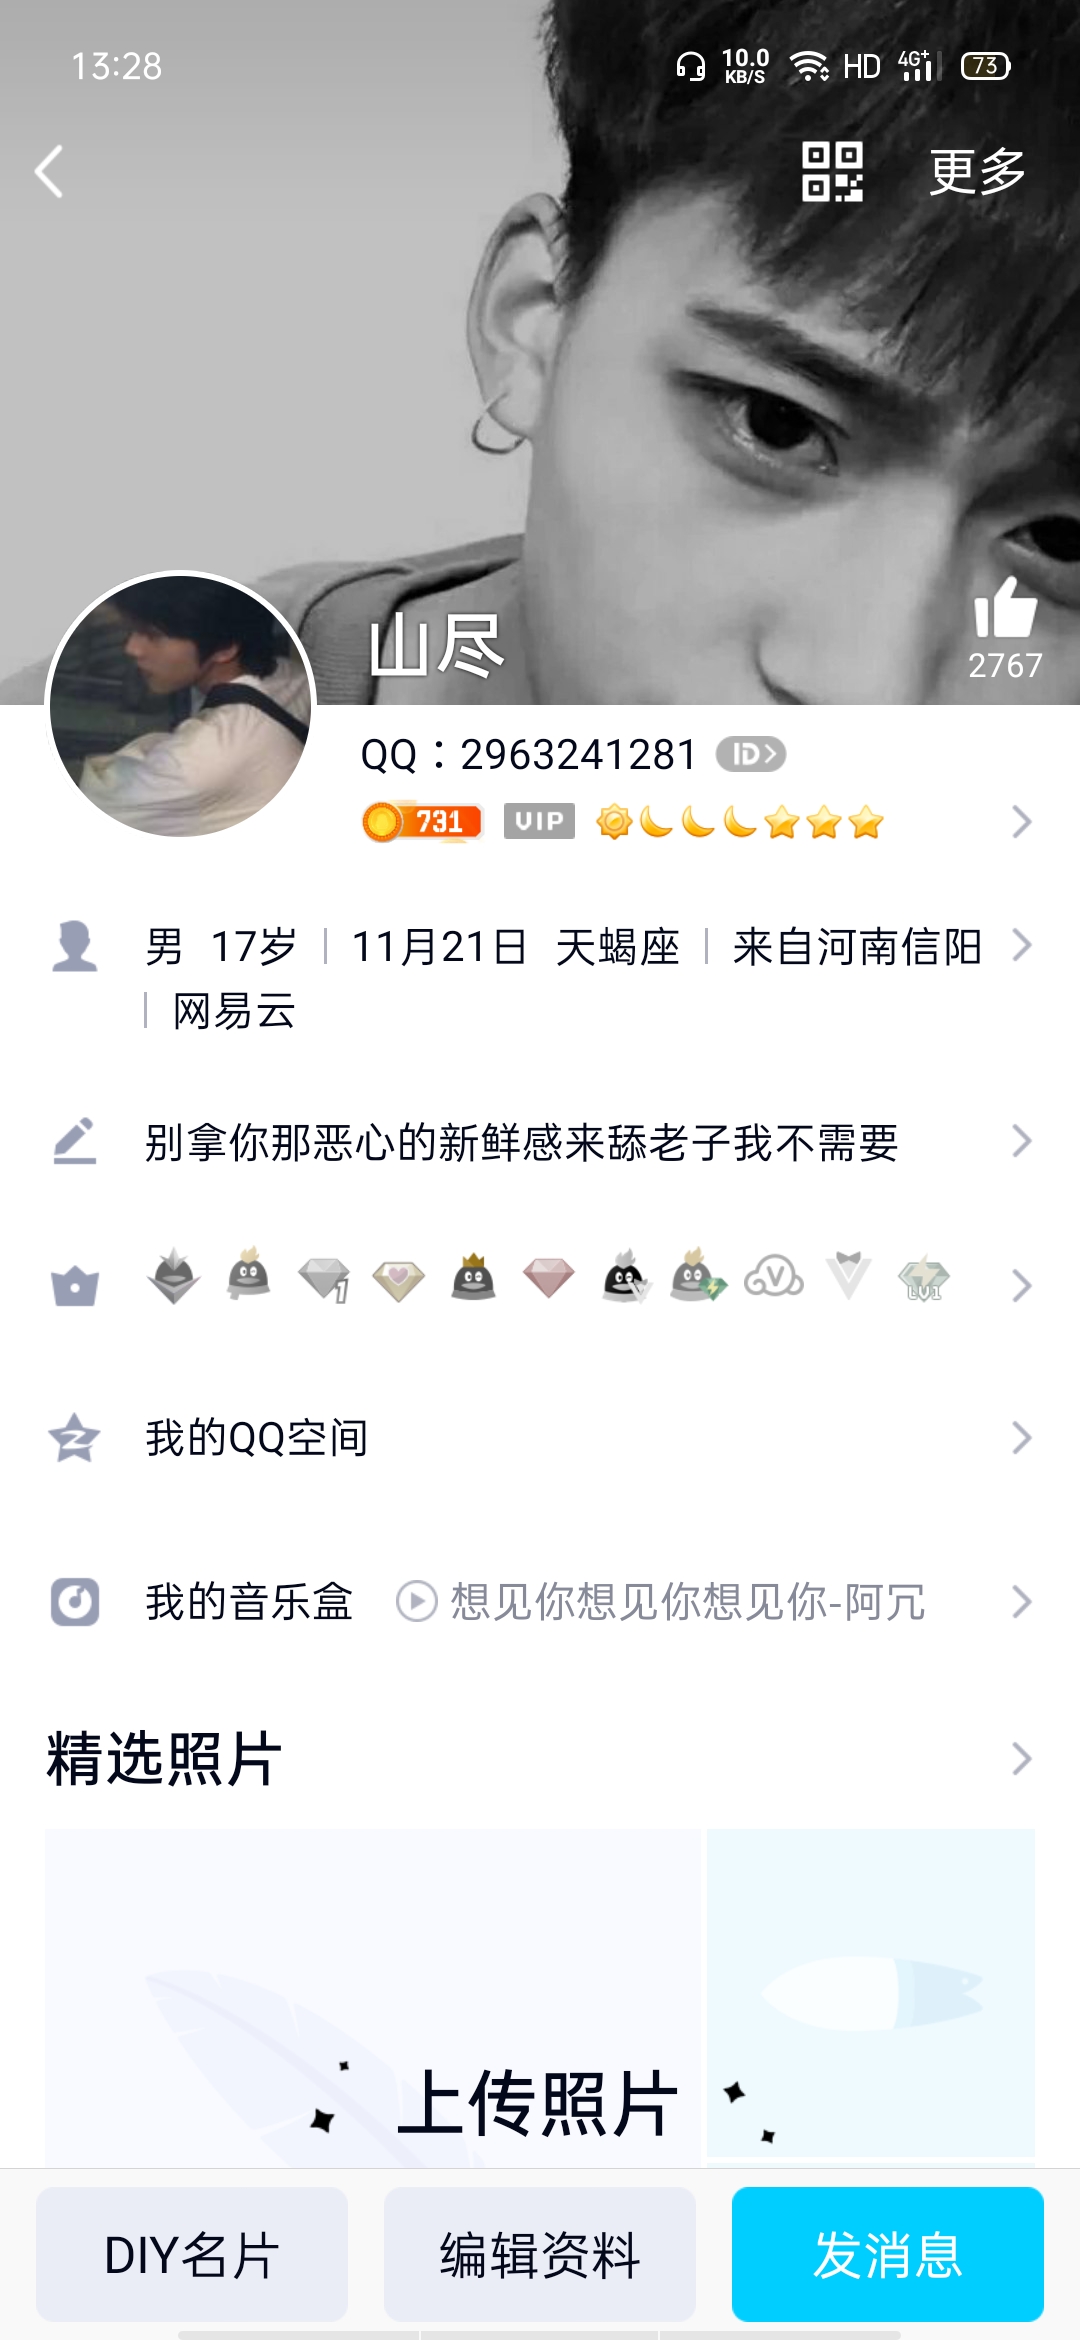 13:28
10.0 KB/S HD 4G+ 73
更多
山尽
2767
QQ：2963241281 ID
731 VIP
男 17岁 | 11月21日 天蝎座 | 来自河南信阳
| 网易云
别拿你那恶心的新鲜感来舔老子我不需要
1 LV1
我的QQ空间
我的音乐盒 想见你想见你想见你-阿冗
精选照片
上传照片
DIY名片 编辑资料 发消息